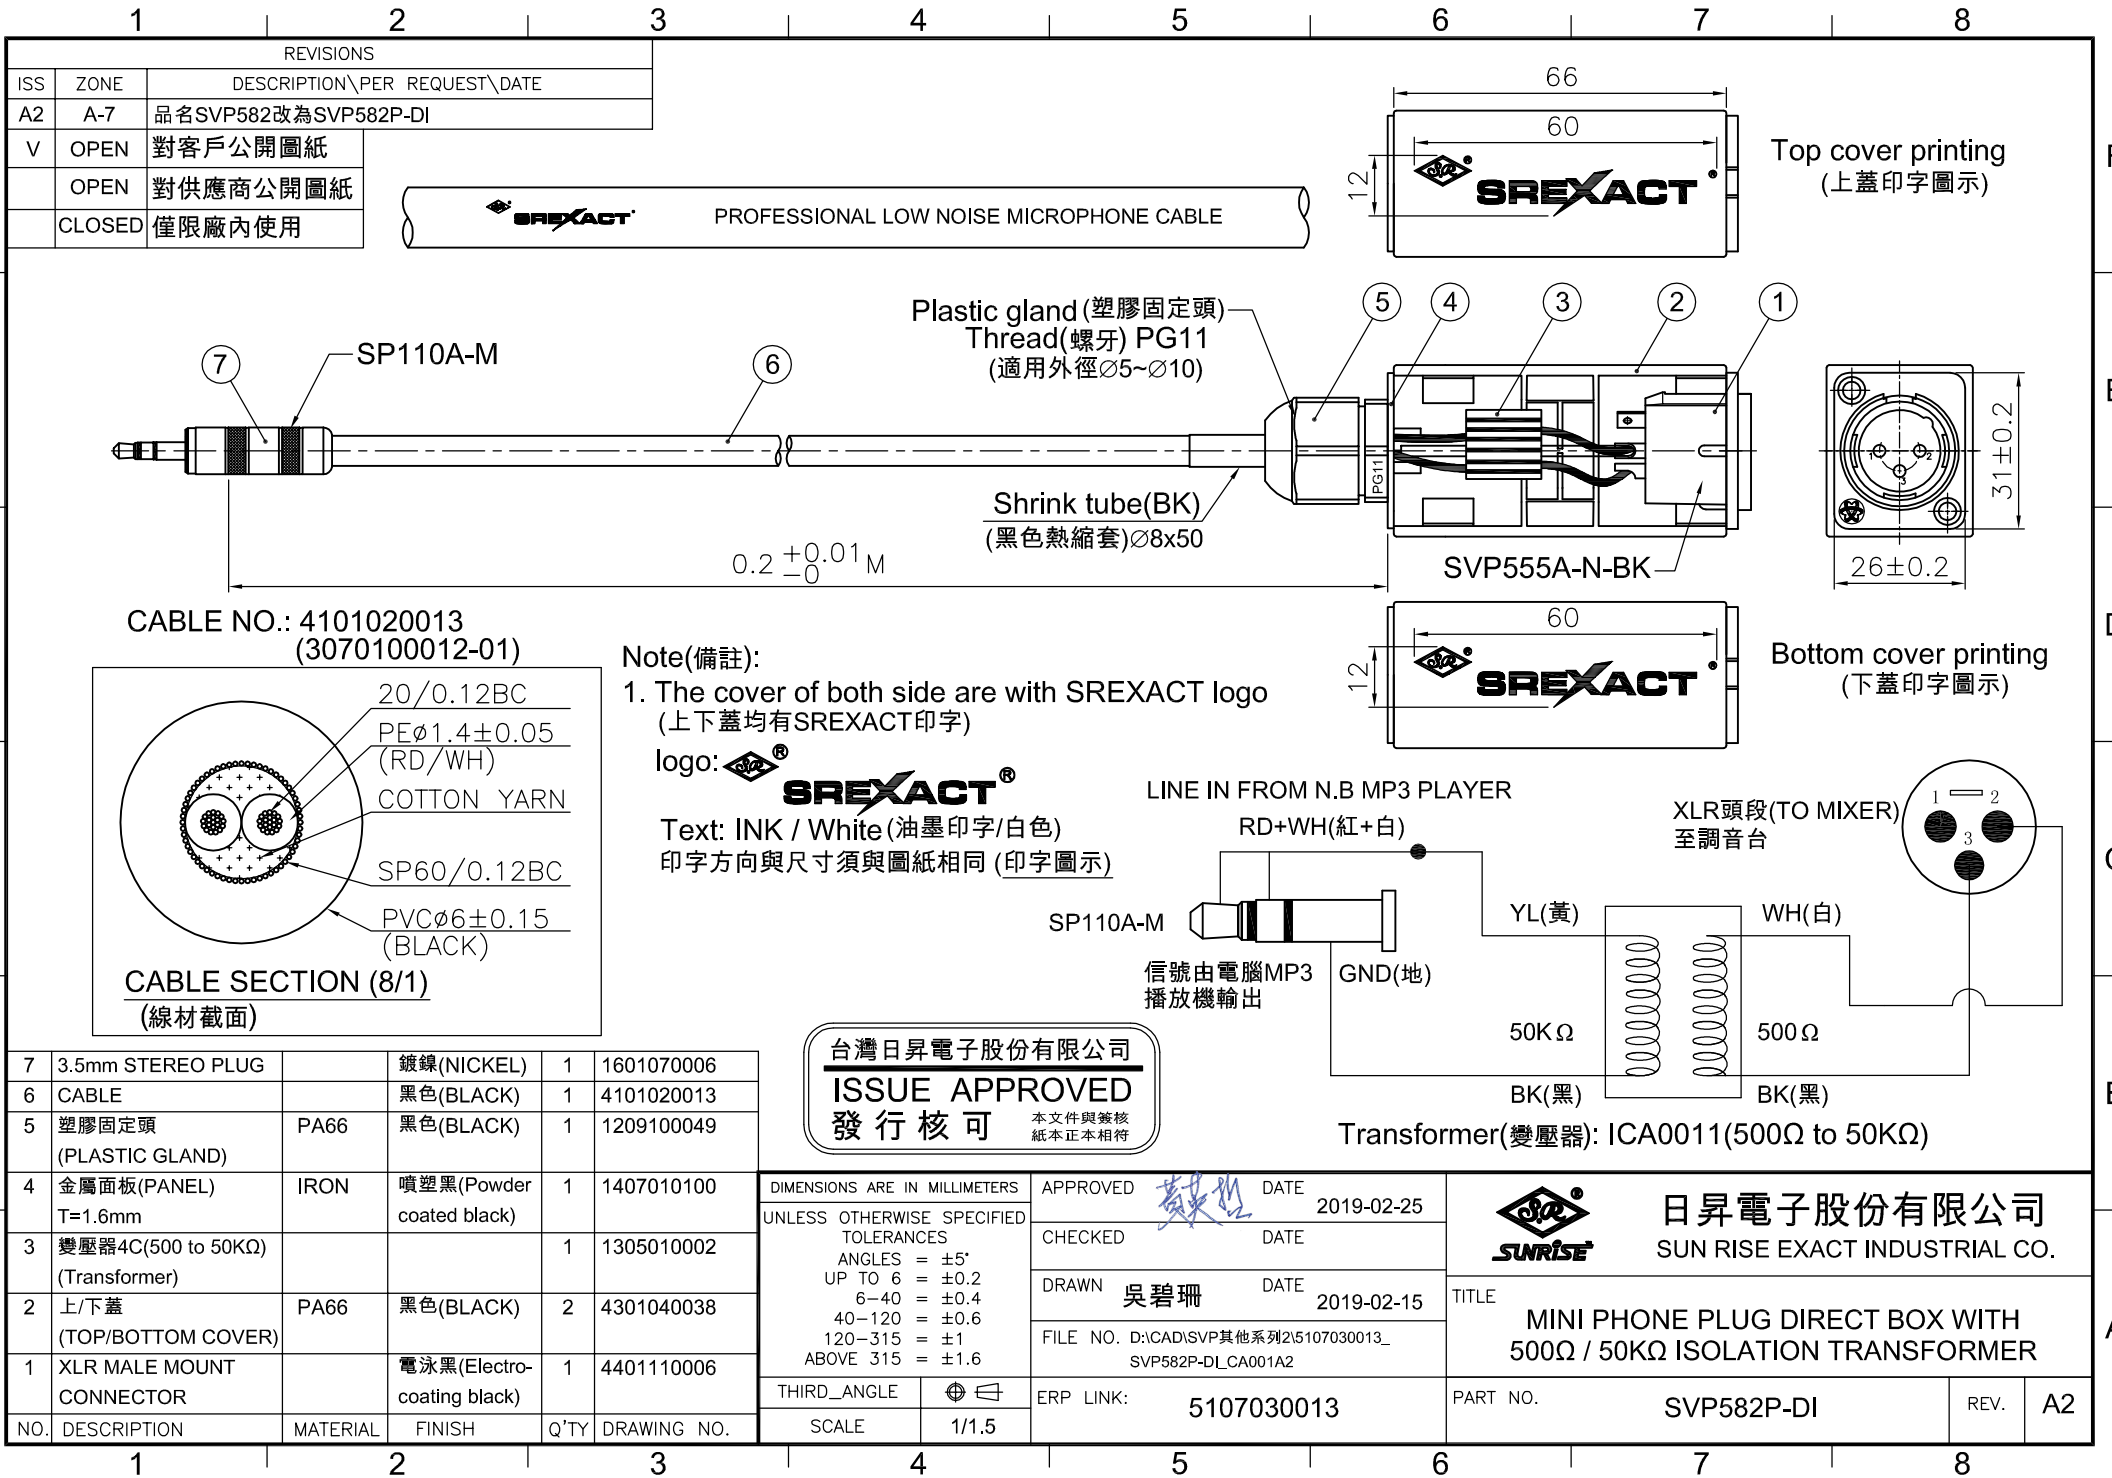 1 2 3 4 5 6 7 8
REVISIONS
ISS ZONE DESCRIPTION\PER REQUEST\DATE
A2 A-7 品名SVP582改為SVP582P-DI
V OPEN 對客戶公開圖紙
OPEN 對供應商公開圖紙
CLOSED 僅限廠內使用
SREXACT PROFESSIONAL LOW NOISE MICROPHONE CABLE
66
60
12
SR® SREXACT®
Top cover printing
(上蓋印字圖示)
7
SP110A-M
6
Plastic gland(塑膠固定頭)
Thread(螺牙) PG11
(適用外徑∅5~∅10)
5 4 3 2 1
PG11
Shrink tube(BK)
(黑色熱縮套)∅8x50
0.2 +0.01 -0 M
SVP555A-N-BK
1 2 3
31±0.2
26±0.2
60
12
SR® SREXACT®
Bottom cover printing
(下蓋印字圖示)
CABLE NO.: 4101020013
(3070100012-01)
20/0.12BC
PEø1.4±0.05
(RD/WH)
COTTON YARN
SP60/0.12BC
PVCø6±0.15
(BLACK)
CABLE SECTION (8/1)
(線材截面)
Note(備註):
1. The cover of both side are with SREXACT logo
(上下蓋均有SREXACT印字)
logo: SR® SREXACT®
Text: INK / White(油墨印字/白色)
印字方向與尺寸須與圖紙相同 (印字圖示)
LINE IN FROM N.B MP3 PLAYER
RD+WH(紅+白)
SP110A-M
信號由電腦MP3
播放機輸出
GND(地)
XLR頭段(TO MIXER)
至調音台
1 2
3
YL(黃)
WH(白)
50KΩ
500Ω
BK(黑)
BK(黑)
Transformer(變壓器): ICA0011(500Ω to 50KΩ)
台灣日昇電子股份有限公司
ISSUE APPROVED
發行核可
本文件與簽核
紙本正本相符
7 3.5mm STEREO PLUG 鍍鎳(NICKEL) 1 1601070006
6 CABLE 黑色(BLACK) 1 4101020013
5 塑膠固定頭 PA66 黑色(BLACK) 1 1209100049
(PLASTIC GLAND)
4 金屬面板(PANEL) IRON 噴塑黑(Powder 1 1407010100
T=1.6mm coated black)
3 變壓器4C(500 to 50KΩ) 1 1305010002
(Transformer)
2 上/下蓋 PA66 黑色(BLACK) 2 4301040038
(TOP/BOTTOM COVER)
1 XLR MALE MOUNT 電泳黑(Electro- 1 4401110006
CONNECTOR coating black)
NO. DESCRIPTION MATERIAL FINISH Q'TY DRAWING NO.
DIMENSIONS ARE IN MILLIMETERS
UNLESS OTHERWISE SPECIFIED
TOLERANCES
ANGLES = ±5°
UP TO 6 = ±0.2
6-40 = ±0.4
40-120 = ±0.6
120-315 = ±1
ABOVE 315 = ±1.6
THIRD_ANGLE
SCALE 1/1.5
APPROVED DATE 2019-02-25
CHECKED DATE
DRAWN 吳碧珊 DATE 2019-02-15
FILE NO. D:\CAD\SVP其他系列2\5107030013_
SVP582P-DI_CA001A2
ERP LINK: 5107030013
SR® SUNRiSE
日昇電子股份有限公司
SUN RISE EXACT INDUSTRIAL CO.
TITLE
MINI PHONE PLUG DIRECT BOX WITH
500Ω / 50KΩ ISOLATION TRANSFORMER
PART NO. SVP582P-DI REV. A2
1 2 3 4 5 6 7 8